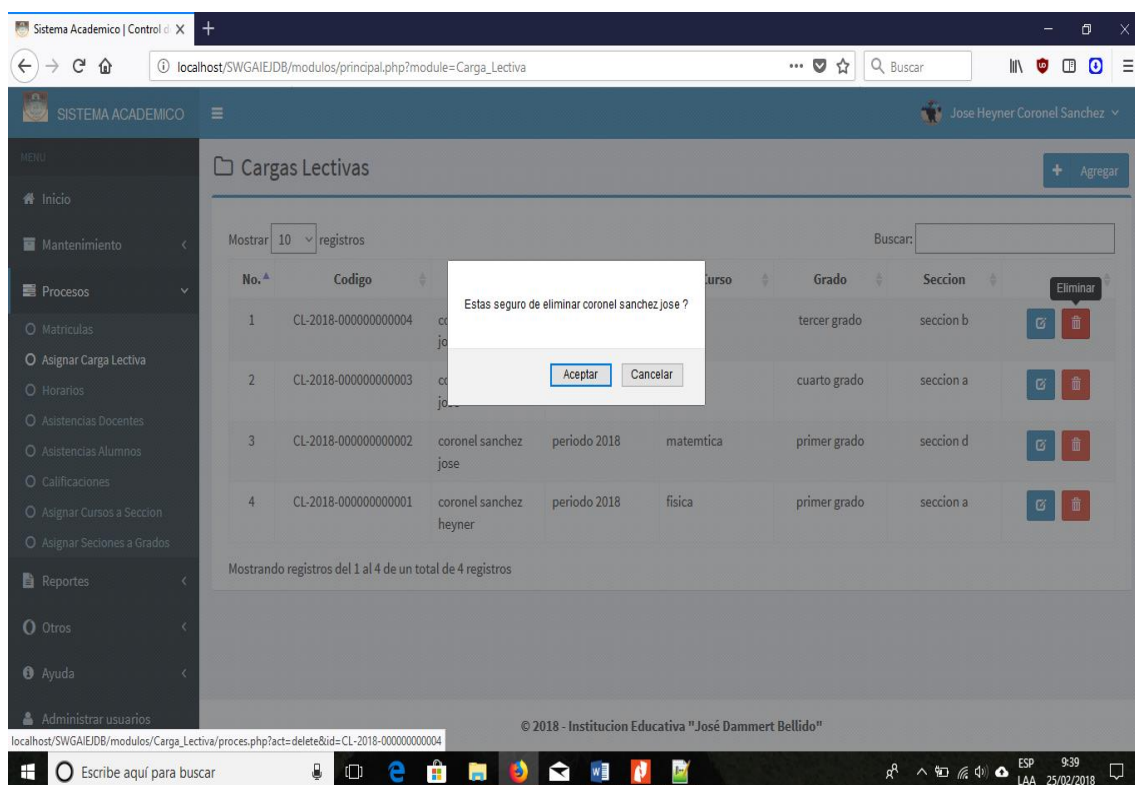 Sistema Academico | Control d
localhost/SWGAIEJDB/modulos/principal.php?module=Carga_Lectiva
Buscar
SISTEMA ACADEMICO
Jose Heyner Coronel Sanchez
MENU
Inicio
Mantenimiento
Procesos
Matriculas
Asignar Carga Lectiva
Horarios
Asistencias Docentes
Asistencias Alumnos
Calificaciones
Asignar Cursos a Seccion
Asignar Seciones a Grados
Reportes
Otros
Ayuda
Administrar usuarios
Cargas Lectivas
+ Agregar
Mostrar 10 registros
Buscar:
No. Codigo Grado Seccion
Eliminar
1 CL-2018-000000000004 tercer grado seccion b
2 CL-2018-000000000003 cuarto grado seccion a
3 CL-2018-000000000002 coronel sanchez periodo 2018 matemtica primer grado seccion d
jose
4 CL-2018-000000000001 coronel sanchez periodo 2018 fisica primer grado seccion a
heyner
Mostrando registros del 1 al 4 de un total de 4 registros
Estas seguro de eliminar coronel sanchez jose ?
Aceptar Cancelar
© 2018 - Institucion Educativa "José Dammert Bellido"
localhost/SWGAIEJDB/modulos/Carga_Lectiva/proces.php?act=delete&id=CL-2018-000000000004
Escribe aquí para buscar
ESP 9:39
LAA 25/02/2018